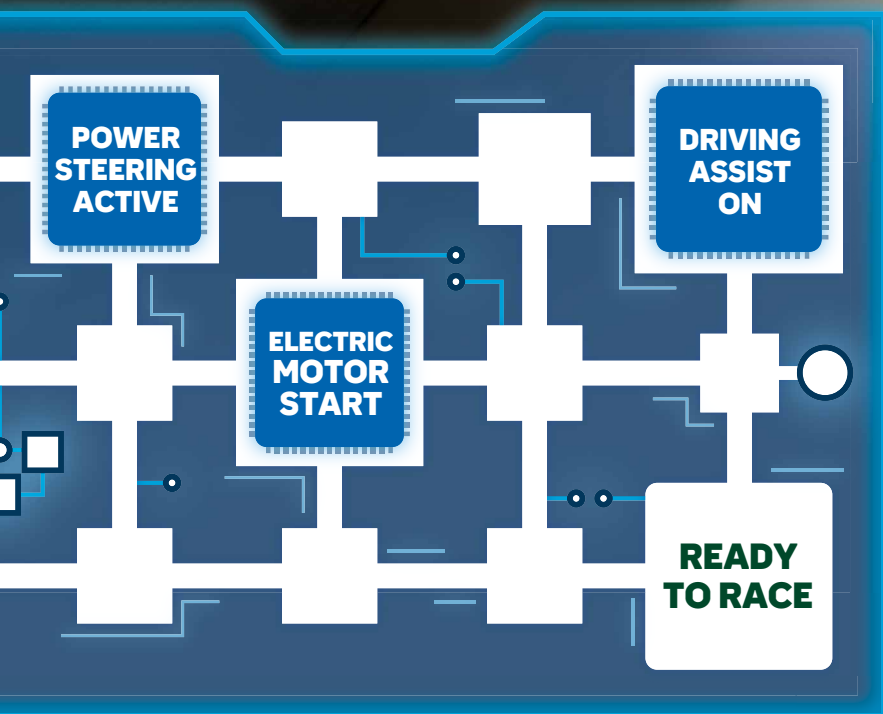 POWER
STEERING
ACTIVE
DRIVING
ASSIST
ON
ELECTRIC
MOTOR
START
READY
TO RACE